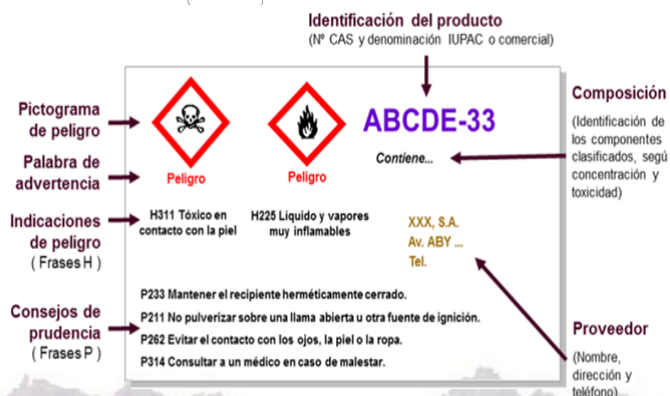 Identificación del producto
(Nº CAS y denominación IUPAC o comercial)
Pictograma
de peligro
Palabra de
advertencia
Indicaciones
de peligro
( Frases H )
Consejos de
prudencia
( Frases P )
ABCDE-33
Contiene...
Peligro
Peligro
H311 Tóxico en
contacto con la piel
H225 Líquido y vapores
muy inflamables
XXX, S.A.
Av. ABY ...
Tel.
P233 Mantener el recipiente herméticamente cerrado.
P211 No pulverizar sobre una llama abierta u otra fuente de ignición.
P262 Evitar el contacto con los ojos, la piel o la ropa.
P314 Consultar a un médico en caso de malestar.
Composición
(Identificación de
los componentes
clasificados, segú
concentración y
toxicidad)
Proveedor
(Nombre,
dirección y
teléfono)